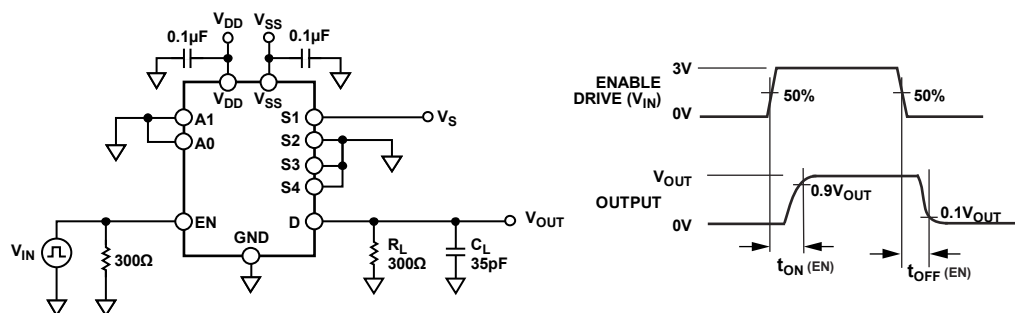 V_DD V_SS
0.1µF 0.1µF
V_DD V_SS
A1 S1 V_S
A0 S2
S3
S4
EN D V_OUT
GND
V_IN 300Ω R_L 300Ω C_L 35pF
3V
ENABLE
DRIVE (V_IN) 50% 50%
0V
V_OUT
0.9V_OUT
OUTPUT 0.1V_OUT
0V
t_ON (EN) t_OFF (EN)